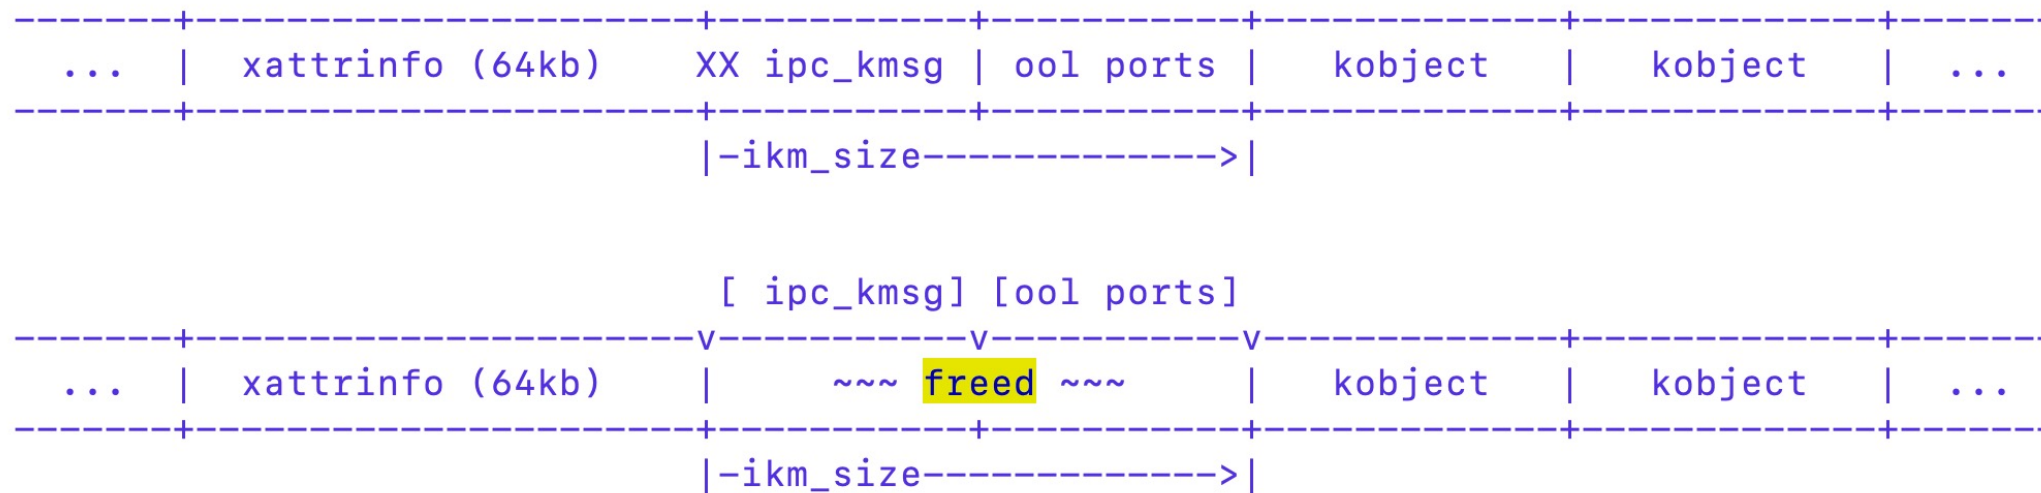 -------+-----------------------+------------+-----------+-------------+-------------+------
... | xattrinfo (64kb) XX ipc_kmsg | ool ports | kobject | kobject | ...
-------+-----------------------+------------+-----------+-------------+-------------+------
|-ikm_size------------->|
[ ipc_kmsg] [ool ports]
-------+-----------------------v-----------v-----------v-------------+-------------+------
... | xattrinfo (64kb) | ~~~ freed ~~~ | kobject | kobject | ...
-------+-----------------------+-----------+-----------+-------------+-------------+------
|-ikm_size------------->|